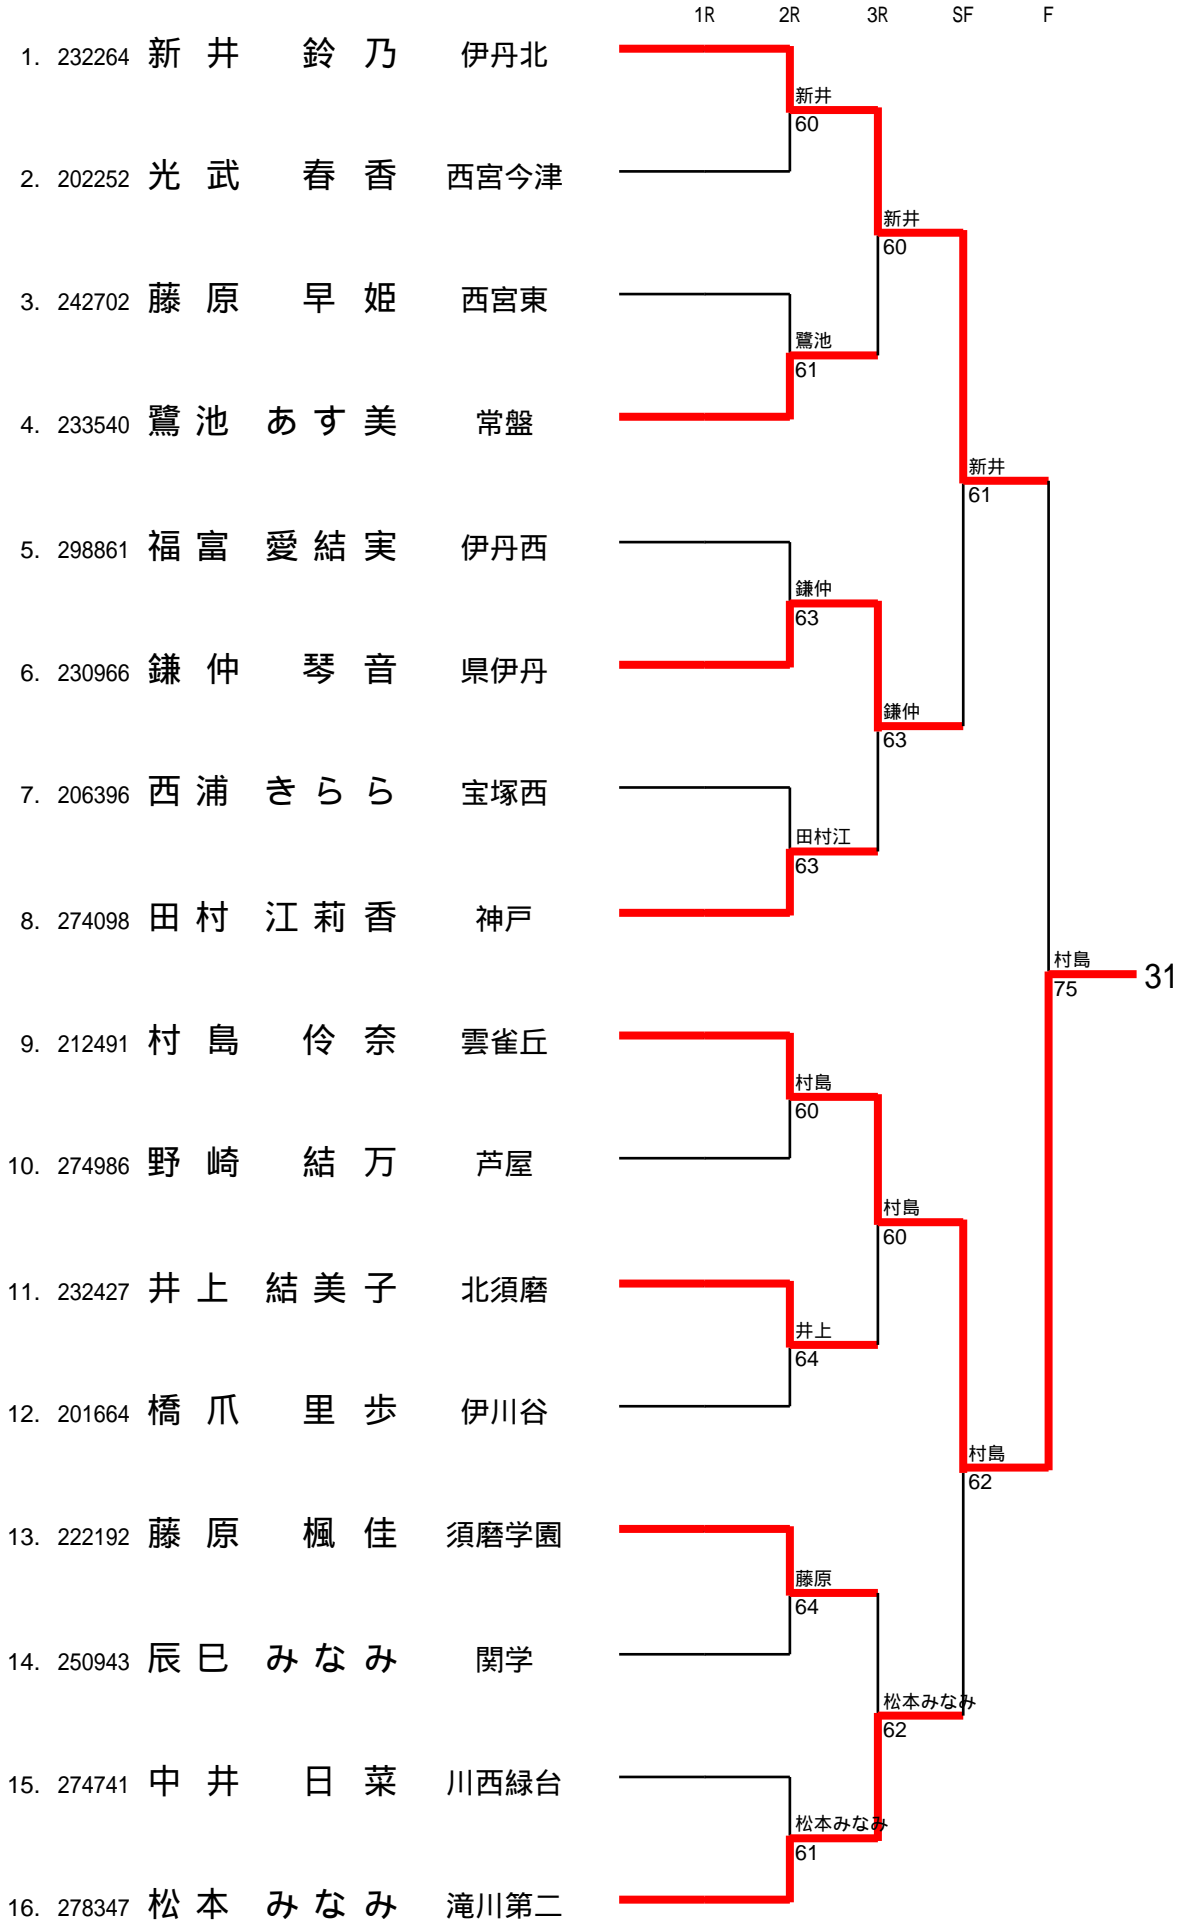 1R 2R 3R SF F
1. 232264 新井 鈴乃 伊丹北
新井
60
2. 202252 光武 春香 西宮今津
新井
60
3. 242702 藤原 早姫 西宮東
鷺池
61
4. 233540 鷺池 あす美 常盤
新井
61
5. 298861 福富 愛結実 伊丹西
鎌仲
63
6. 230966 鎌仲 琴音 県伊丹
鎌仲
63
7. 206396 西浦 きらら 宝塚西
田村江
63
8. 274098 田村 江莉香 神戸
村島
75
31
9. 212491 村島 伶奈 雲雀丘
村島
60
10. 274986 野崎 結万 芦屋
村島
60
11. 232427 井上 結美子 北須磨
井上
64
12. 201664 橋爪 里歩 伊川谷
村島
62
13. 222192 藤原 楓佳 須磨学園
藤原
64
14. 250943 辰巳 みなみ 関学
松本みなみ
62
15. 274741 中井 日菜 川西緑台
松本みなみ
61
16. 278347 松本 みなみ 滝川第二